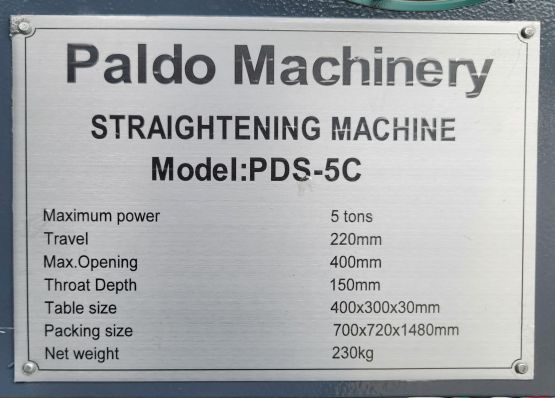 Paldo Machinery
STRAIGHTENING MACHINE
Model:PDS-5C
Maximum power 5 tons
Travel 220mm
Max.Opening 400mm
Throat Depth 150mm
Table size 400x300x30mm
Packing size 700x720x1480mm
Net weight 230kg